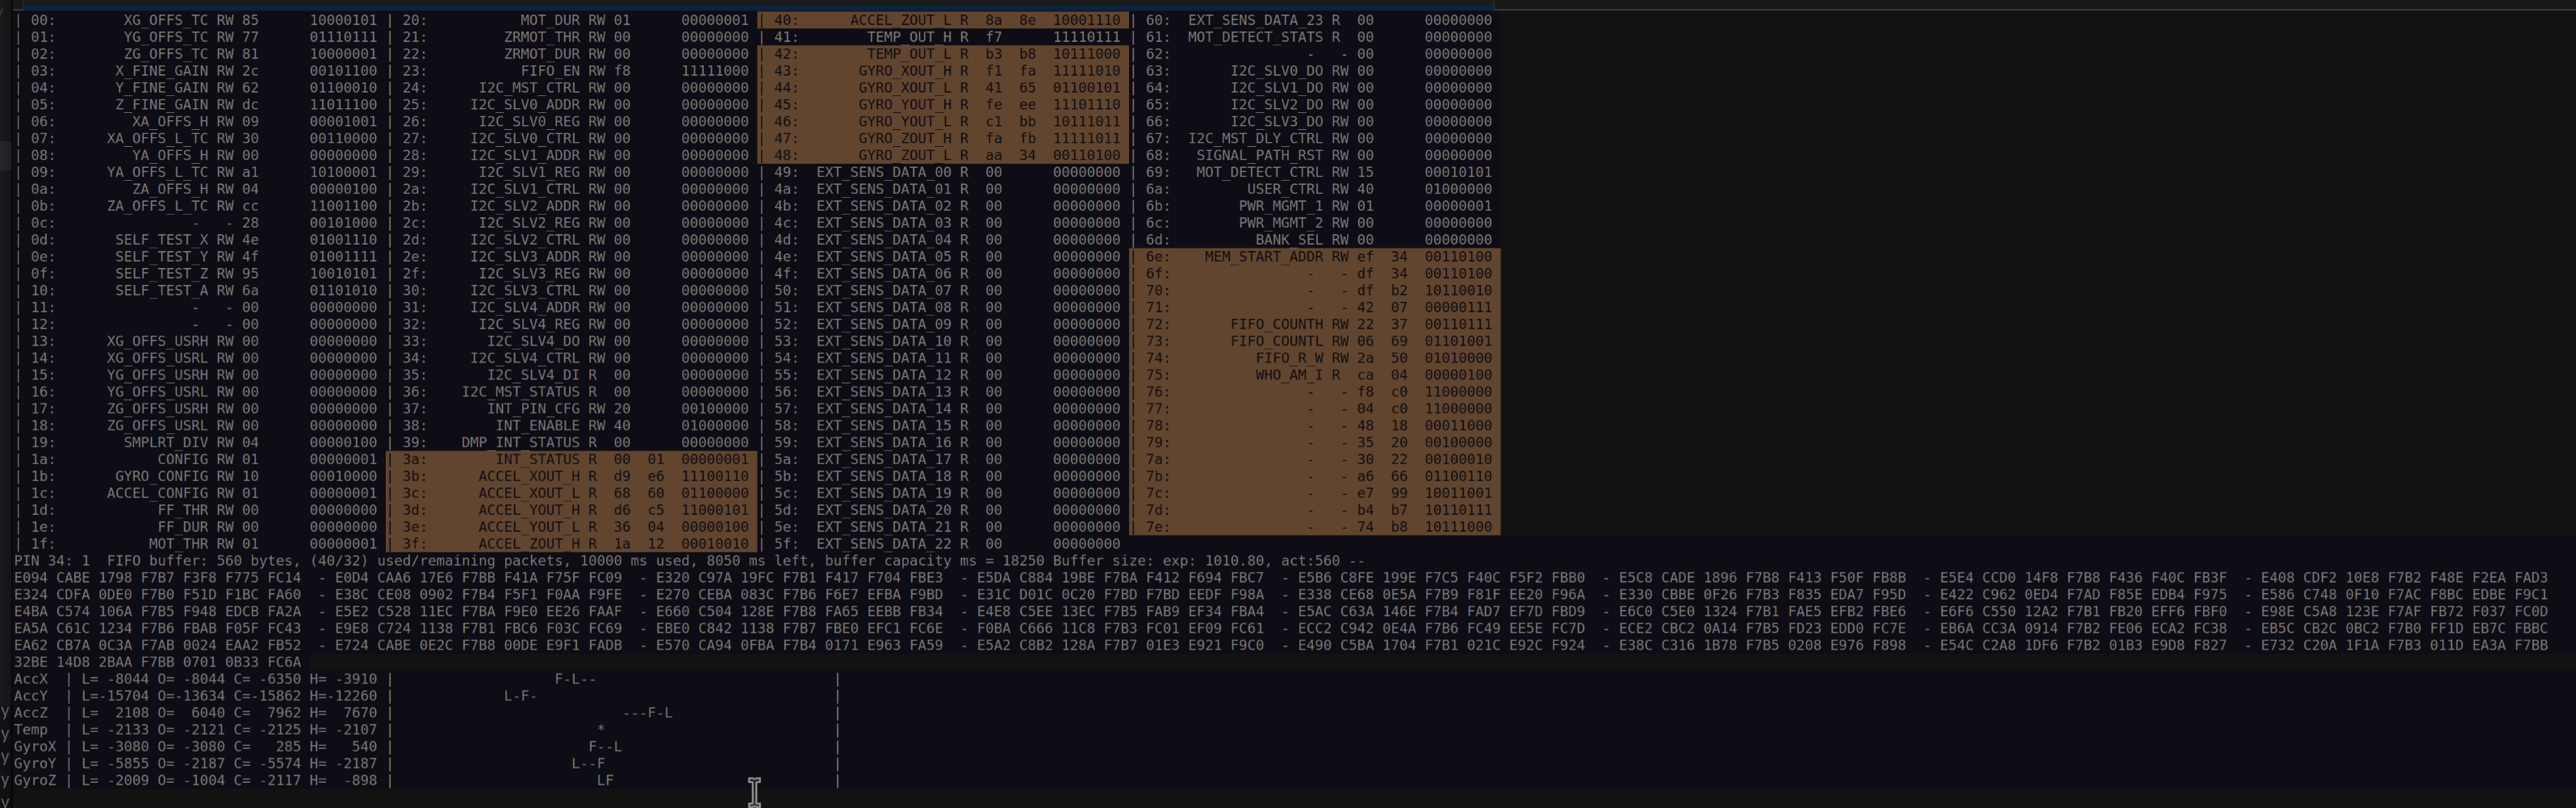 | 00: XG_OFFS_TC RW 85 10000101 | 20: MOT_DUR RW 01 00000001 | 40: ACCEL_ZOUT_L R 8a 8e 10001110 | 60: EXT_SENS_DATA_23 R 00 00000000
| 01: YG_OFFS_TC RW 77 01110111 | 21: ZRMOT_THR RW 00 00000000 | 41: TEMP_OUT_H R f7 11110111 | 61: MOT_DETECT_STATS R 00 00000000
| 02: ZG_OFFS_TC RW 81 10000001 | 22: ZRMOT_DUR RW 00 00000000 | 42: TEMP_OUT_L R b3 b8 10111000 | 62: - - 00 00000000
| 03: X_FINE_GAIN RW 2c 00101100 | 23: FIFO_EN RW f8 11111000 | 43: GYRO_XOUT_H R f1 fa 11111010 | 63: I2C_SLV0_DO RW 00 00000000
| 04: Y_FINE_GAIN RW 62 01100010 | 24: I2C_MST_CTRL RW 00 00000000 | 44: GYRO_XOUT_L R 41 65 01100101 | 64: I2C_SLV1_DO RW 00 00000000
| 05: Z_FINE_GAIN RW dc 11011100 | 25: I2C_SLV0_ADDR RW 00 00000000 | 45: GYRO_YOUT_H R fe ee 11101110 | 65: I2C_SLV2_DO RW 00 00000000
| 06: XA_OFFS_H RW 09 00001001 | 26: I2C_SLV0_REG RW 00 00000000 | 46: GYRO_YOUT_L R c1 bb 10111011 | 66: I2C_SLV3_DO RW 00 00000000
| 07: XA_OFFS_L_TC RW 30 00110000 | 27: I2C_SLV0_CTRL RW 00 00000000 | 47: GYRO_ZOUT_H R fa fb 11111011 | 67: I2C_MST_DLY_CTRL RW 00 00000000
| 08: YA_OFFS_H RW 00 00000000 | 28: I2C_SLV1_ADDR RW 00 00000000 | 48: GYRO_ZOUT_L R aa 34 00110100 | 68: SIGNAL_PATH_RST RW 00 00000000
| 09: YA_OFFS_L_TC RW a1 10100001 | 29: I2C_SLV1_REG RW 00 00000000 | 49: EXT_SENS_DATA_00 R 00 00000000 | 69: MOT_DETECT_CTRL RW 15 00010101
| 0a: ZA_OFFS_H RW 04 00000100 | 2a: I2C_SLV1_CTRL RW 00 00000000 | 4a: EXT_SENS_DATA_01 R 00 00000000 | 6a: USER_CTRL RW 40 01000000
| 0b: ZA_OFFS_L_TC RW cc 11001100 | 2b: I2C_SLV2_ADDR RW 00 00000000 | 4b: EXT_SENS_DATA_02 R 00 00000000 | 6b: PWR_MGMT_1 RW 01 00000001
| 0c: - - 28 00101000 | 2c: I2C_SLV2_REG RW 00 00000000 | 4c: EXT_SENS_DATA_03 R 00 00000000 | 6c: PWR_MGMT_2 RW 00 00000000
| 0d: SELF_TEST_X RW 4e 01001110 | 2d: I2C_SLV2_CTRL RW 00 00000000 | 4d: EXT_SENS_DATA_04 R 00 00000000 | 6d: BANK_SEL RW 00 00000000
| 0e: SELF_TEST_Y RW 4f 01001111 | 2e: I2C_SLV3_ADDR RW 00 00000000 | 4e: EXT_SENS_DATA_05 R 00 00000000 | 6e: MEM_START_ADDR RW ef 34 00110100
| 0f: SELF_TEST_Z RW 95 10010101 | 2f: I2C_SLV3_REG RW 00 00000000 | 4f: EXT_SENS_DATA_06 R 00 00000000 | 6f: - - df 34 00110100
| 10: SELF_TEST_A RW 6a 01101010 | 30: I2C_SLV3_CTRL RW 00 00000000 | 50: EXT_SENS_DATA_07 R 00 00000000 | 70: - - df b2 10110010
| 11: - - 00 00000000 | 31: I2C_SLV4_ADDR RW 00 00000000 | 51: EXT_SENS_DATA_08 R 00 00000000 | 71: - - 42 07 00000111
| 12: - - 00 00000000 | 32: I2C_SLV4_REG RW 00 00000000 | 52: EXT_SENS_DATA_09 R 00 00000000 | 72: FIFO_COUNTH RW 22 37 00110111
| 13: XG_OFFS_USRH RW 00 00000000 | 33: I2C_SLV4_DO RW 00 00000000 | 53: EXT_SENS_DATA_10 R 00 00000000 | 73: FIFO_COUNTL RW 06 69 01101001
| 14: XG_OFFS_USRL RW 00 00000000 | 34: I2C_SLV4_CTRL RW 00 00000000 | 54: EXT_SENS_DATA_11 R 00 00000000 | 74: FIFO_R_W RW 2a 50 01010000
| 15: YG_OFFS_USRH RW 00 00000000 | 35: I2C_SLV4_DI R 00 00000000 | 55: EXT_SENS_DATA_12 R 00 00000000 | 75: WHO_AM_I R ca 04 00000100
| 16: YG_OFFS_USRL RW 00 00000000 | 36: I2C_MST_STATUS R 00 00000000 | 56: EXT_SENS_DATA_13 R 00 00000000 | 76: - - f8 c0 11000000
| 17: ZG_OFFS_USRH RW 00 00000000 | 37: INT_PIN_CFG RW 20 00100000 | 57: EXT_SENS_DATA_14 R 00 00000000 | 77: - - 04 c0 11000000
| 18: ZG_OFFS_USRL RW 00 00000000 | 38: INT_ENABLE RW 40 01000000 | 58: EXT_SENS_DATA_15 R 00 00000000 | 78: - - 48 18 00011000
| 19: SMPLRT_DIV RW 04 00000100 | 39: DMP_INT_STATUS R 00 00000000 | 59: EXT_SENS_DATA_16 R 00 00000000 | 79: - - 35 20 00100000
| 1a: CONFIG RW 01 00000001 | 3a: INT_STATUS R 00 01 00000001 | 5a: EXT_SENS_DATA_17 R 00 00000000 | 7a: - - 30 22 00100010
| 1b: GYRO_CONFIG RW 10 00010000 | 3b: ACCEL_XOUT_H R d9 e6 11100110 | 5b: EXT_SENS_DATA_18 R 00 00000000 | 7b: - - a6 66 01100110
| 1c: ACCEL_CONFIG RW 01 00000001 | 3c: ACCEL_XOUT_L R 68 60 01100000 | 5c: EXT_SENS_DATA_19 R 00 00000000 | 7c: - - e7 99 10011001
| 1d: FF_THR RW 00 00000000 | 3d: ACCEL_YOUT_H R d6 c5 11000101 | 5d: EXT_SENS_DATA_20 R 00 00000000 | 7d: - - b4 b7 10110111
| 1e: FF_DUR RW 00 00000000 | 3e: ACCEL_YOUT_L R 36 04 00000100 | 5e: EXT_SENS_DATA_21 R 00 00000000 | 7e: - - 74 b8 10111000
| 1f: MOT_THR RW 01 00000001 | 3f: ACCEL_ZOUT_H R 1a 12 00010010 | 5f: EXT_SENS_DATA_22 R 00 00000000
PIN 34: 1 FIFO buffer: 560 bytes, (40/32) used/remaining packets, 10000 ms used, 8050 ms left, buffer capacity ms = 18250 Buffer size: exp: 1010.80, act:560 --
E094 CABE 1798 F7B7 F3F8 F775 FC14 - E0D4 CAA6 17E6 F7BB F41A F75F FC09 - E320 C97A 19FC F7B1 F417 F704 FBE3 - E5DA C884 19BE F7BA F412 F694 FBC7 - E5B6 C8FE 199E F7C5 F40C F5F2 FBB0 - E5C8 CADE 1896 F7B8 F413 F50F FB8B - E5E4 CCD0 14F8 F7B8 F436 F40C FB3F - E408 CDF2 10E8 F7B2 F48E F2EA FAD3
E324 CDFA 0DE0 F7B0 F51D F1BC FA60 - E38C CE08 0902 F7B4 F5F1 F0AA F9FE - E270 CEBA 083C F7B6 F6E7 EFBA F9BD - E31C D01C 0C20 F7BD F7BD EEDF F98A - E338 CE68 0E5A F7B9 F81F EE20 F96A - E330 CBBE 0F26 F7B3 F835 EDA7 F95D - E422 C962 0ED4 F7AD F85E EDB4 F975 - E586 C748 0F10 F7AC F8BC EDBE F9C1
E4BA C574 106A F7B5 F948 EDCB FA2A - E5E2 C528 11EC F7BA F9E0 EE26 FAAF - E660 C504 128E F7B8 FA65 EEBB FB34 - E4E8 C5EE 13EC F7B5 FAB9 EF34 FBA4 - E5AC C63A 146E F7B4 FAD7 EF7D FBD9 - E6C0 C5E0 1324 F7B1 FAE5 EFB2 FBE6 - E6F6 C550 12A2 F7B1 FB20 EFF6 FBF0 - E98E C5A8 123E F7AF FB72 F037 FC0D
EA5A C61C 1234 F7B6 FBAB F05F FC43 - E9E8 C724 1138 F7B1 FBC6 F03C FC69 - EBE0 C842 1138 F7B7 FBE0 EFC1 FC6E - F0BA C666 11C8 F7B3 FC01 EF09 FC61 - ECC2 C942 0E4A F7B6 FC49 EE5E FC7D - ECE2 CBC2 0A14 F7B5 FD23 EDD0 FC7E - EB6A CC3A 0914 F7B2 FE06 ECA2 FC38 - EB5C CB2C 0BC2 F7B0 FF1D EB7C FBBC
EA62 CB7A 0C3A F7AB 0024 EAA2 FB52 - E724 CABE 0E2C F7B8 00DE E9F1 FADB - E570 CA94 0FBA F7B4 0171 E963 FA59 - E5A2 C8B2 128A F7B7 01E3 E921 F9C0 - E490 C5BA 1704 F7B1 021C E92C F924 - E38C C316 1B78 F7B5 0208 E976 F898 - E54C C2A8 1DF6 F7B2 01B3 E9D8 F827 - E732 C20A 1F1A F7B3 011D EA3A F7BB
32BE 14D8 2BAA F7BB 0701 0B33 FC6A
AccX | L= -8044 O= -8044 C= -6350 H= -3910 | F-L-- |
AccY | L=-15704 O=-13634 C=-15862 H=-12260 | L-F- |
y AccZ | L= 2108 O= 6040 C= 7962 H= 7670 | ---F-L |
y Temp | L= -2133 O= -2121 C= -2125 H= -2107 | * |
y GyroX | L= -3080 O= -3080 C= 285 H= 540 | F--L |
y GyroY | L= -5855 O= -2187 C= -5574 H= -2187 | L--F |
y GyroZ | L= -2009 O= -1004 C= -2117 H= -898 | LF |